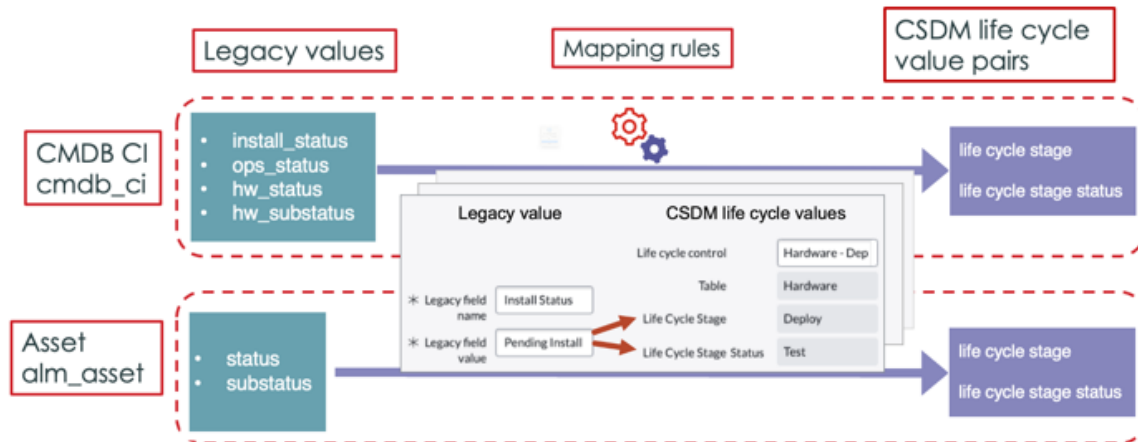 Legacy values
Mapping rules
CSDM life cycle
value pairs
CMDB CI
cmdb_ci
• install_status
• ops_status
• hw_status
• hw_substatus
life cycle stage
life cycle stage status
Legacy value
CSDM life cycle values
Life cycle control
Hardware - Dep
Table
Hardware
* Legacy field
name
Install Status
Life Cycle Stage
Deploy
* Legacy field
value
Pending Install
Life Cycle Stage Status
Test
Asset
alm_asset
• status
• substatus
life cycle stage
life cycle stage status